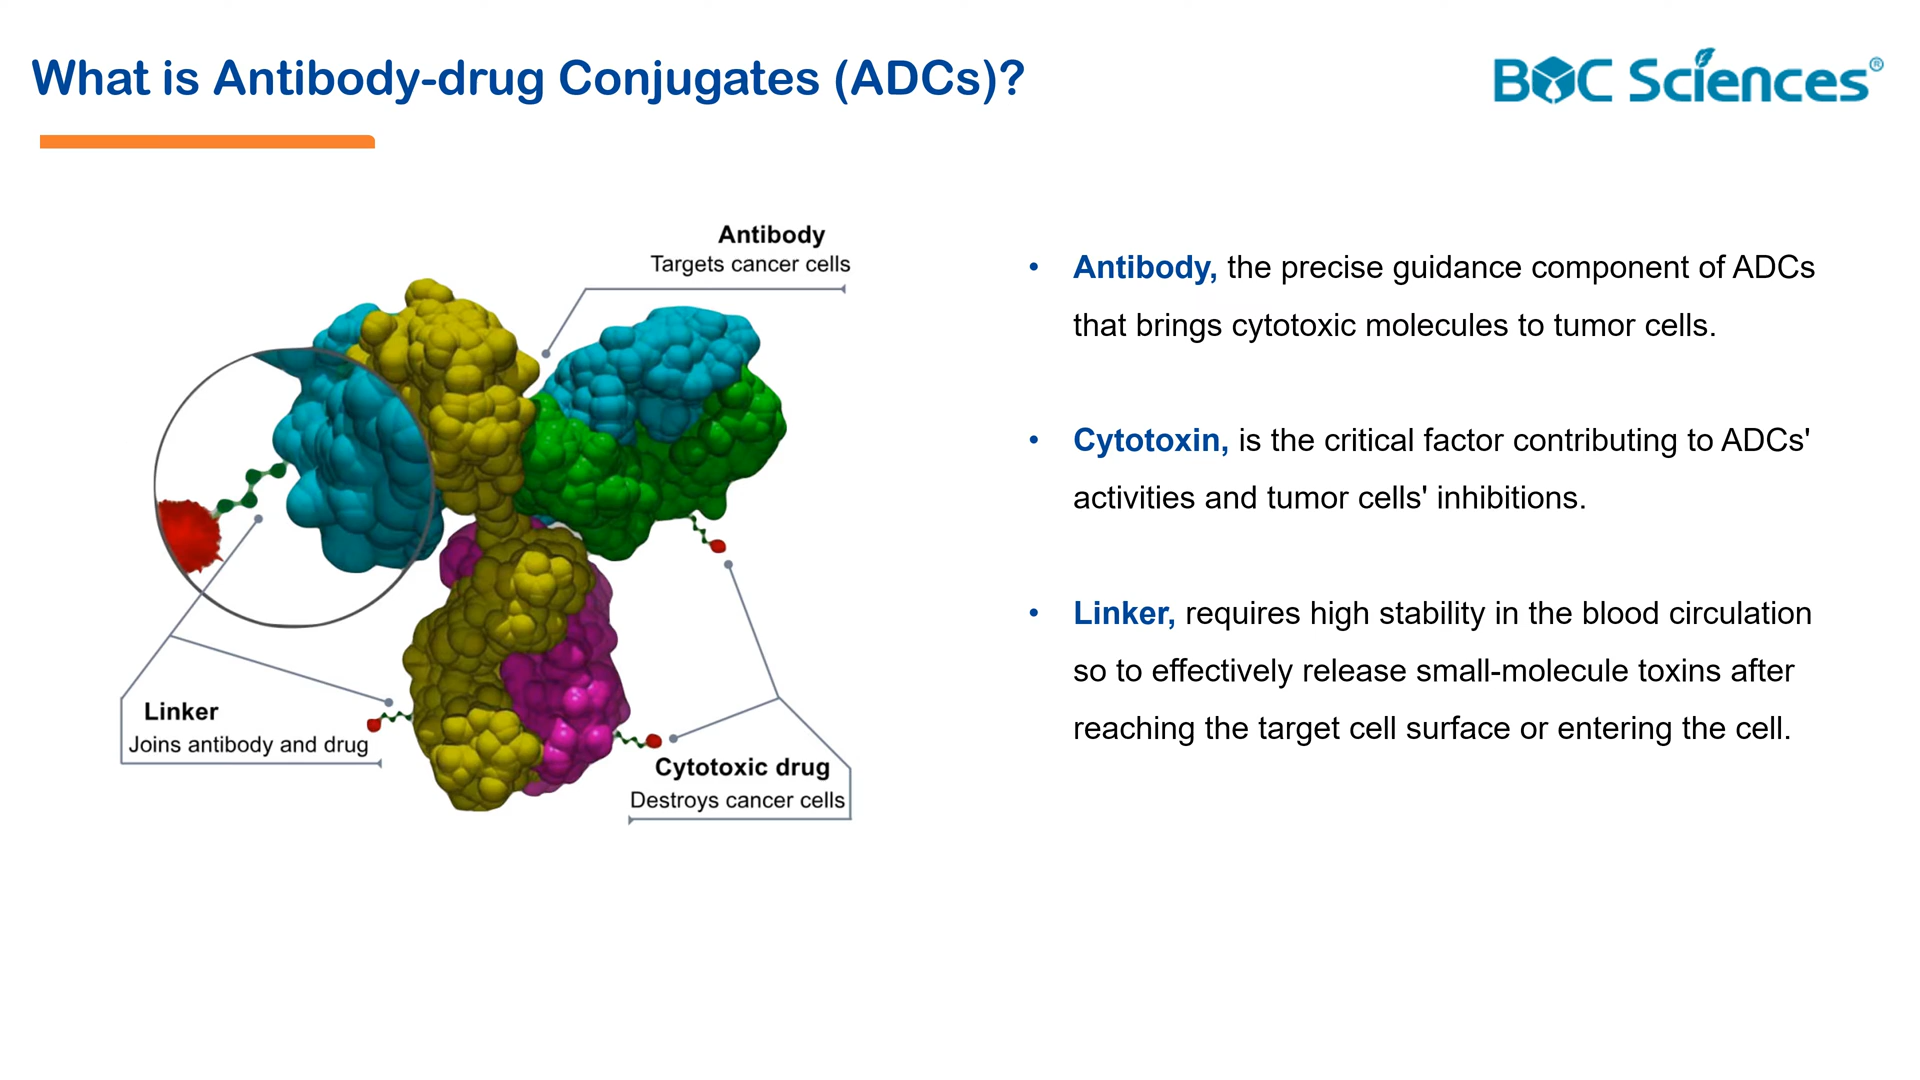 What is Antibody-drug Conjugates (ADCs)?
BOC Sciences®
Antibody
Targets cancer cells
Linker
Joins antibody and drug
Cytotoxic drug
Destroys cancer cells
• Antibody, the precise guidance component of ADCs
that brings cytotoxic molecules to tumor cells.
• Cytotoxin, is the critical factor contributing to ADCs'
activities and tumor cells' inhibitions.
• Linker, requires high stability in the blood circulation
so to effectively release small-molecule toxins after
reaching the target cell surface or entering the cell.